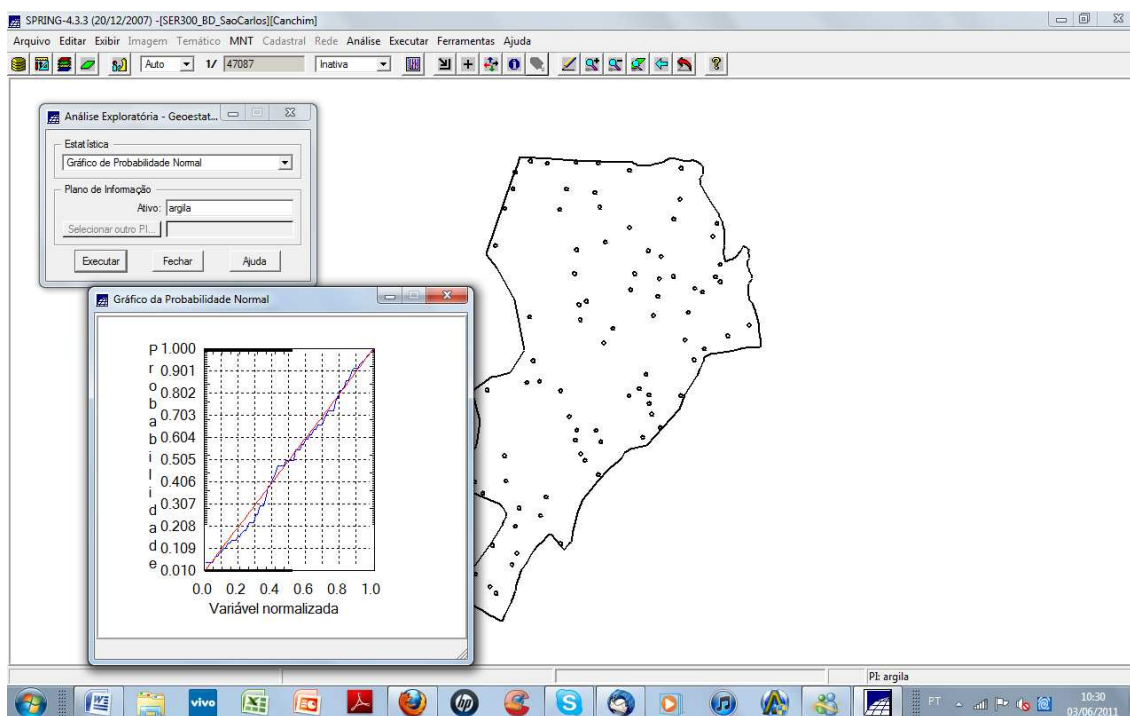 SPRING-4.3.3 (20/12/2007) -[SER300_BD_SaoCarlos][Canchim]
Arquivo Editar Exibir Imagem Temático MNT Cadastral Rede Análise Executar Ferramentas Ajuda
Auto 1/ 47087 Inativa
Análise Exploratória - Geoestat...
Estatística
Gráfico de Probabilidade Normal
Plano de Informação
Ativo: argila
Selecionar outro PI...
Executar Fechar Ajuda
Gráfico da Probabilidade Normal
Probabilidade
1.000
0.901
0.802
0.703
0.604
0.505
0.406
0.307
0.208
0.109
0.010
0.0 0.2 0.4 0.6 0.8 1.0
Variável normalizada
PI: argila
vivo
hp
PT
10:30
03/06/2011